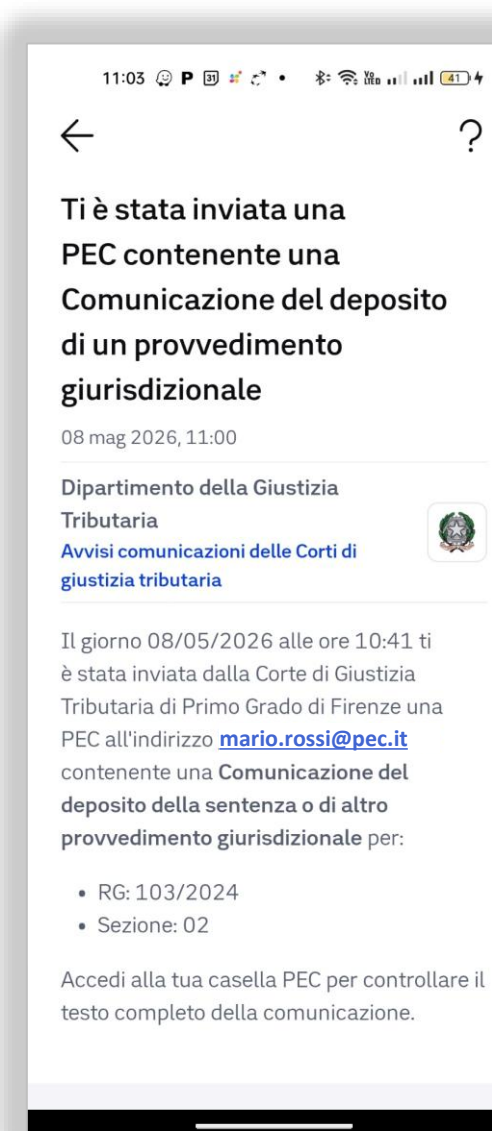 11:03 P 31 Yo LTED 41
?
Ti è stata inviata una
PEC contenente una
Comunicazione del deposito
di un provvedimento
giurisdizionale
08 mag 2026, 11:00
Dipartimento della Giustizia
Tributaria
Avvisi comunicazioni delle Corti di
giustizia tributaria
Il giorno 08/05/2026 alle ore 10:41 ti
è stata inviata dalla Corte di Giustizia
Tributaria di Primo Grado di Firenze una
PEC all'indirizzo mario.rossi@pec.it
contenente una Comunicazione del
deposito della sentenza o di altro
provvedimento giurisdizionale per:
• RG: 103/2024
• Sezione: 02
Accedi alla tua casella PEC per controllare il
testo completo della comunicazione.